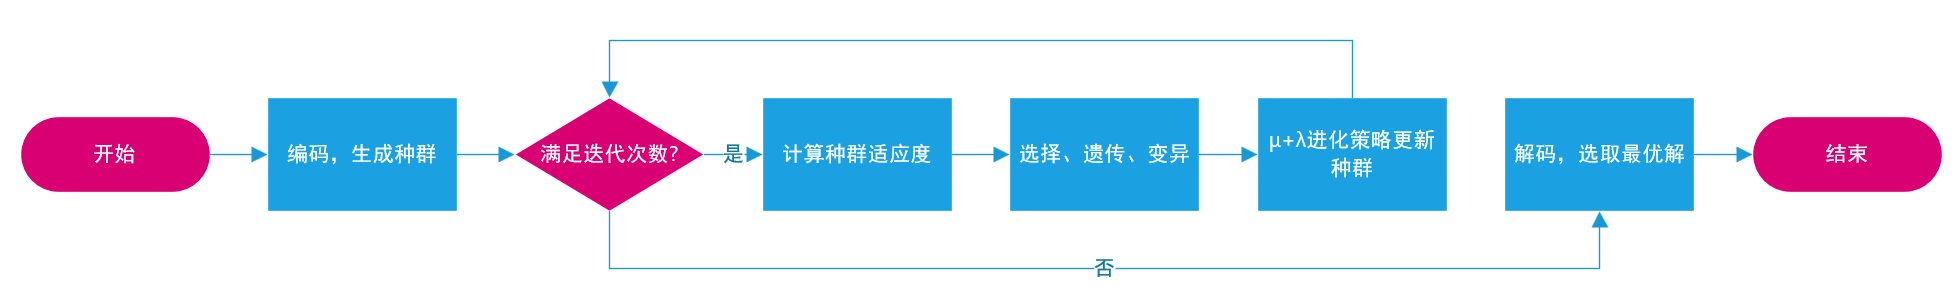 开始
编码，生成种群
满足迭代次数?
是
计算种群适应度
选择、遗传、变异
μ+λ进化策略更新
种群
解码，选取最优解
结束
否